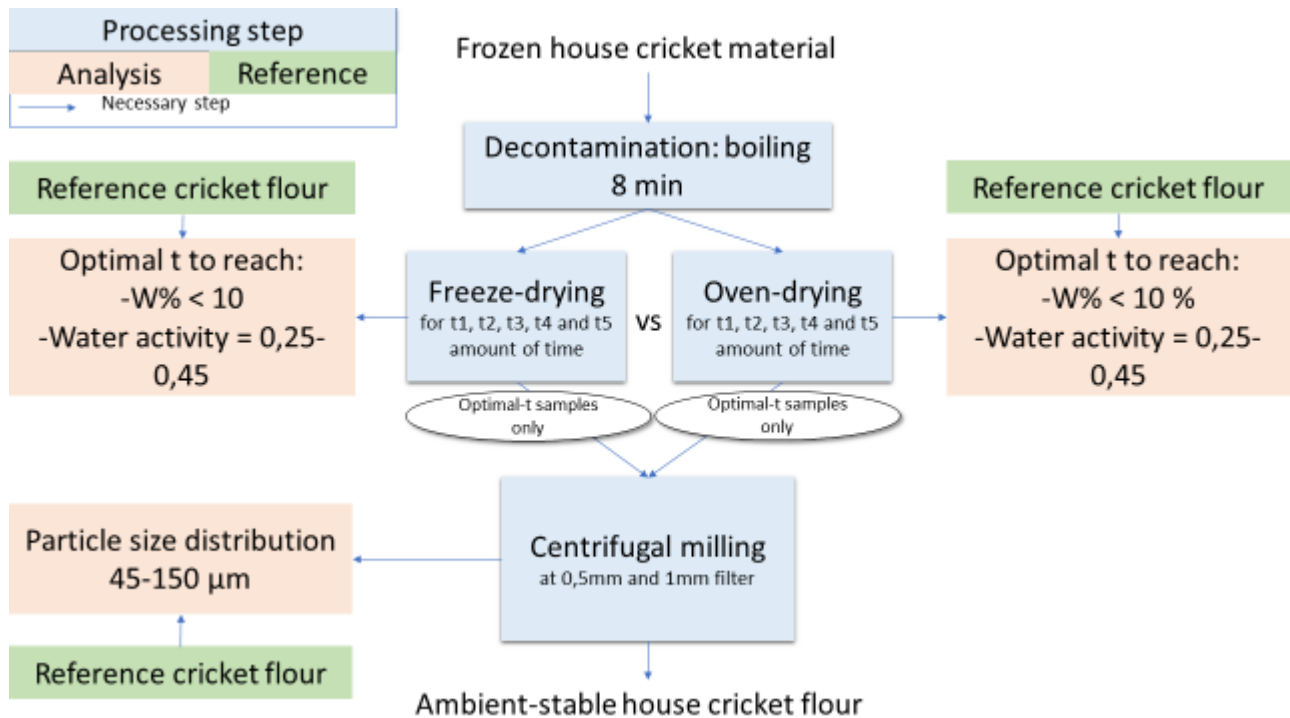 Processing step
Analysis
Reference
Necessary step
Frozen house cricket material
Decontamination: boiling
8 min
Reference cricket flour
Optimal t to reach:
-W% < 10
-Water activity = 0,25-
0,45
Freeze-drying
for t1, t2, t3, t4 and t5
amount of time
vs
Oven-drying
for t1, t2, t3, t4 and t5
amount of time
Reference cricket flour
Optimal t to reach:
-W% < 10 %
-Water activity = 0,25-
0,45
Optimal-t samples
only
Optimal-t samples
only
Centrifugal milling
at 0,5mm and 1mm filter
Particle size distribution
45-150 μm
Reference cricket flour
Ambient-stable house cricket flour